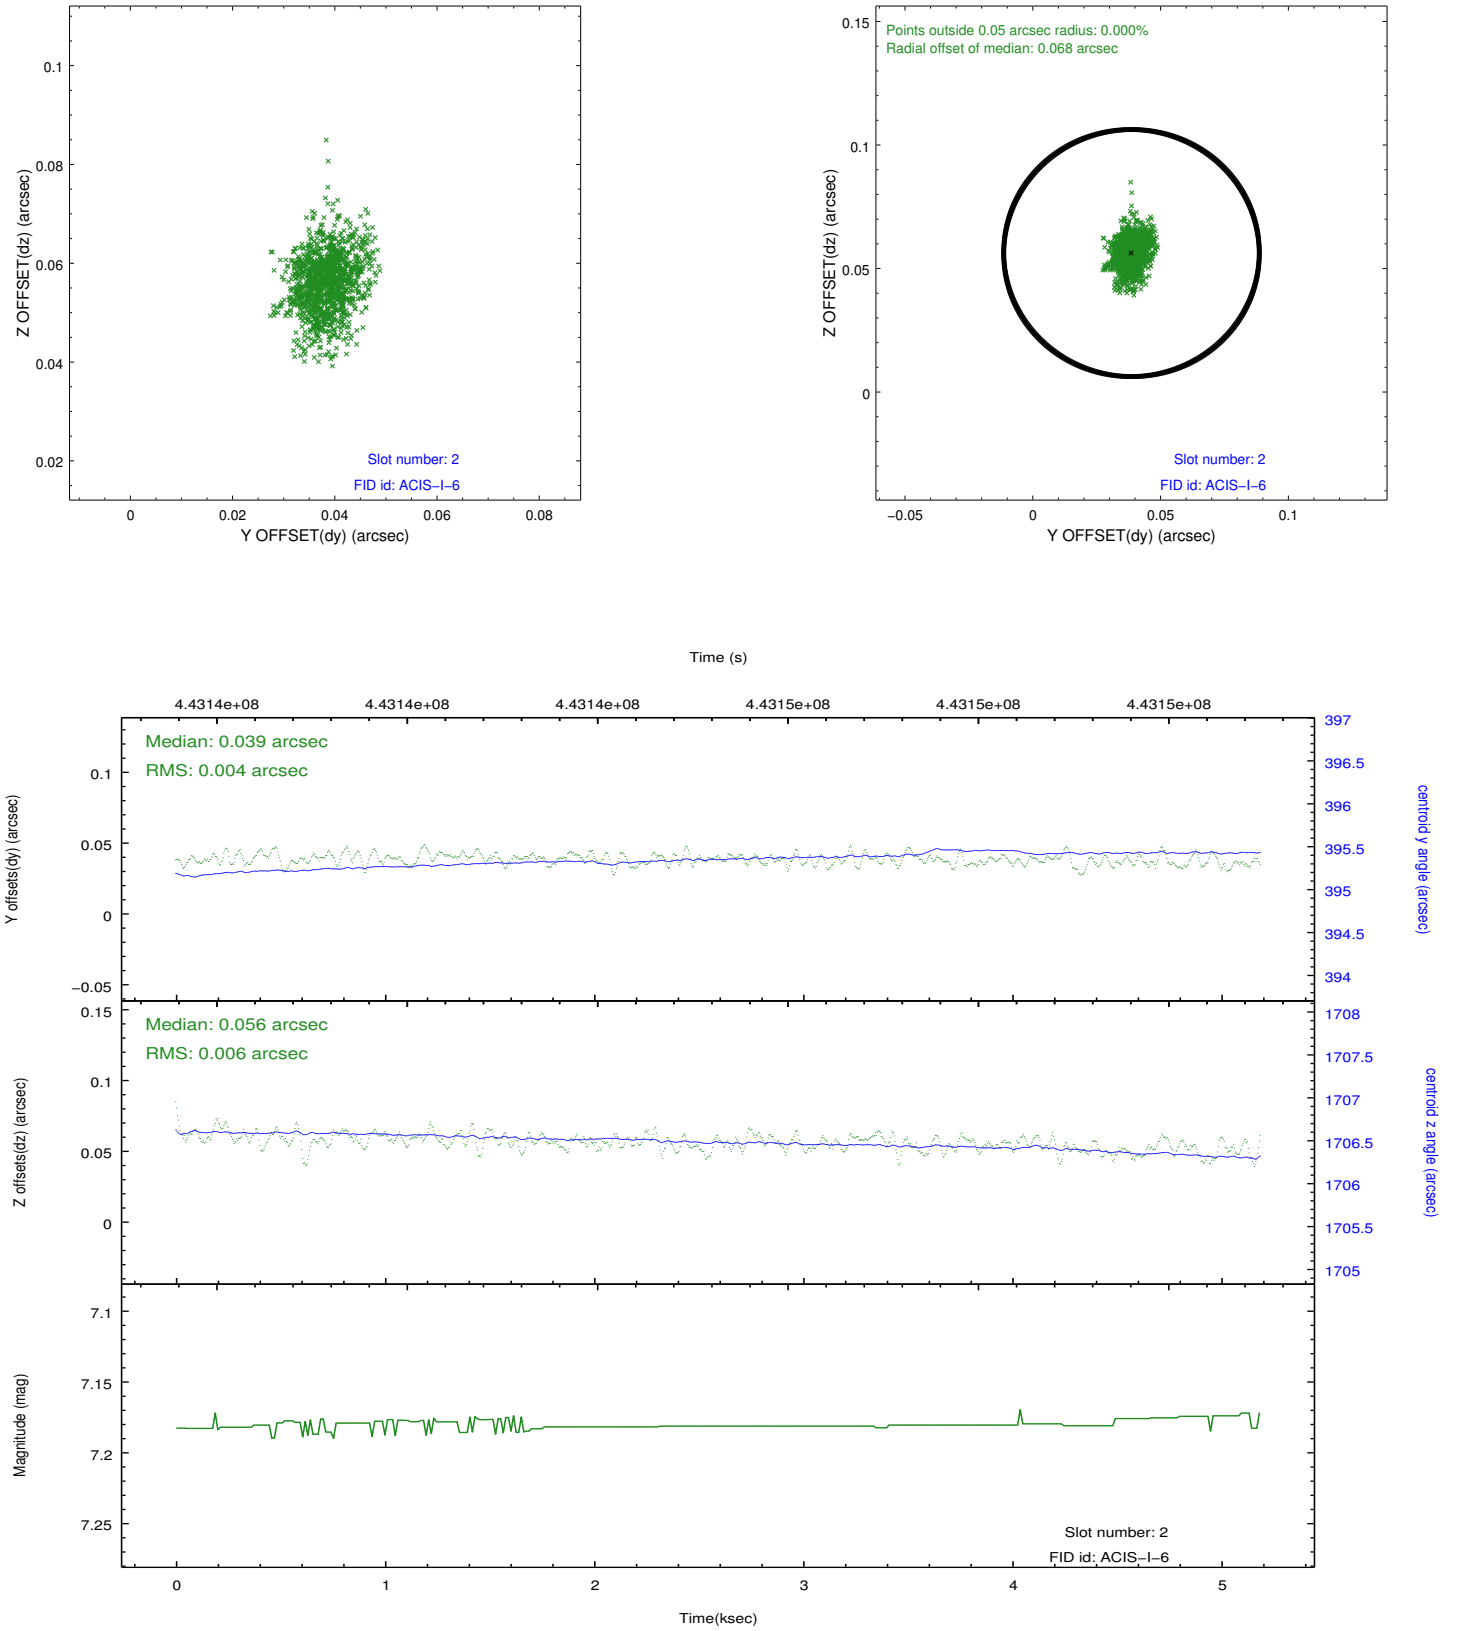 0.1
0.08
0.06
0.04
0.02
Z OFFSET(dz) (arcsec)
Slot number: 2
FID id: ACIS−I−6
0
0.02
0.04
0.06
0.08
Y OFFSET(dy) (arcsec)
Points outside 0.05 arcsec radius: 0.000%
Radial offset of median: 0.068 arcsec
0.15
0.1
0.05
0
Z OFFSET(dz) (arcsec)
Slot number: 2
FID id: ACIS−I−6
−0.05
0
0.05
0.1
Y OFFSET(dy) (arcsec)
Time (s)
4.4314e+08
4.4314e+08
4.4314e+08
4.4315e+08
4.4315e+08
4.4315e+08
Median: 0.039 arcsec
RMS: 0.004 arcsec
0.1
0.05
0
−0.05
Y offsets(dy) (arcsec)
397
396.5
396
395.5
395
394.5
394
centroid y angle (arcsec)
Median: 0.056 arcsec
RMS: 0.006 arcsec
0.15
0.1
0.05
0
Z offsets(dz) (arcsec)
1708
1707.5
1707
1706.5
1706
1705.5
1705
centroid z angle (arcsec)
7.1
7.15
7.2
7.25
Magnitude (mag)
Slot number: 2
FID id: ACIS−I−6
0
1
2
3
4
5
Time(ksec)